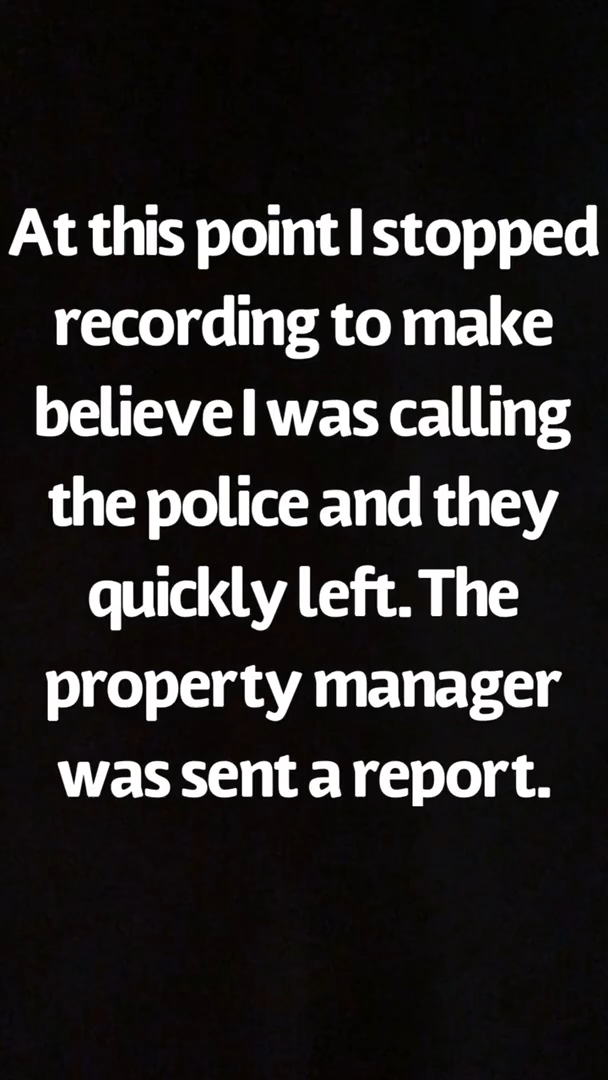 At this point I stopped
recording to make
believe I was calling
the police and they
quickly left. The
property manager
was sent a report.